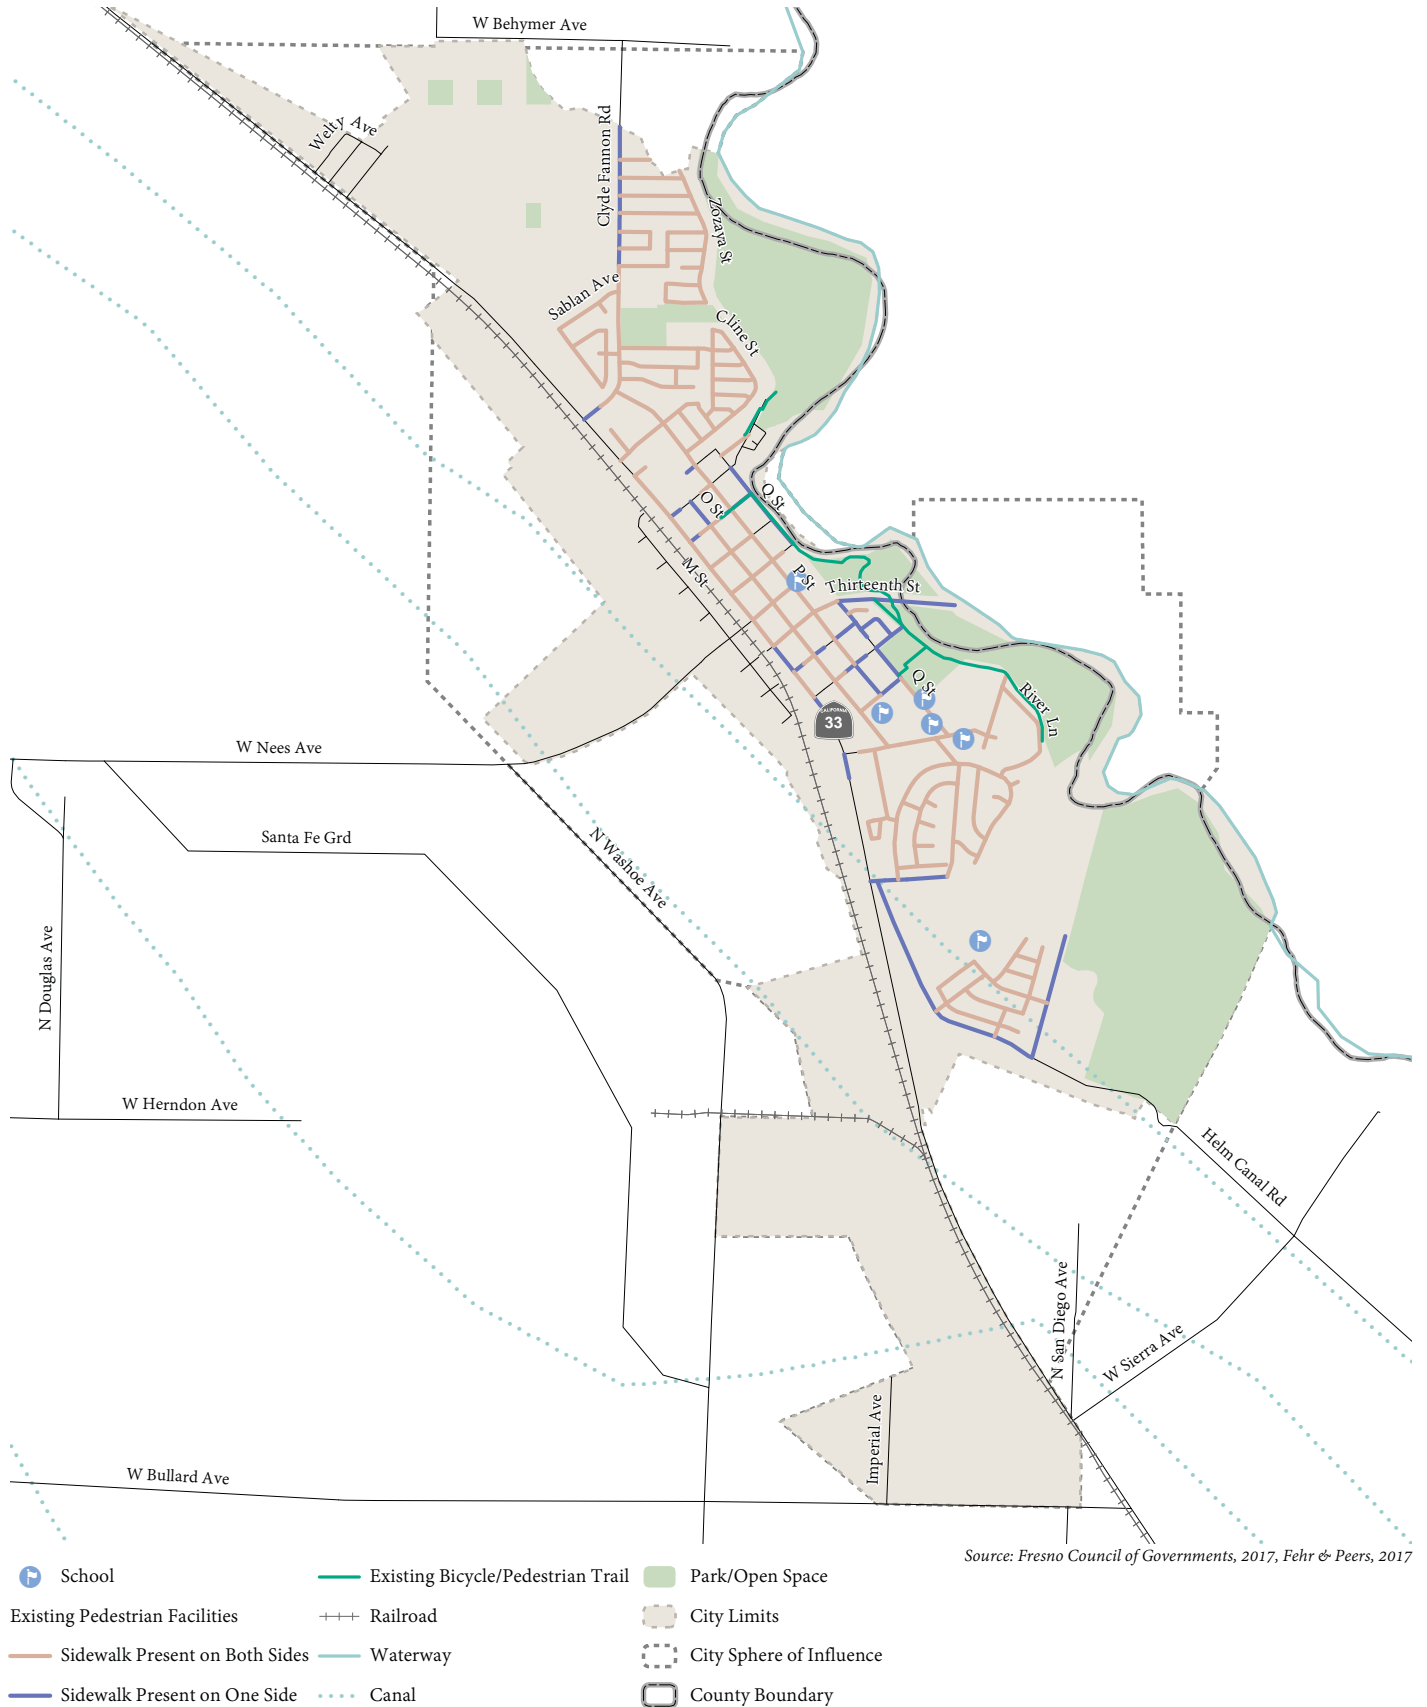 W Behymer Ave
Welty Ave
Clyde Fannon Rd
Zozaya St
Sablan Ave
Cline St
Q St
O St
M St
P St
Thirteenth St
Q St
River Ln
CALIFORNIA
33
W Nees Ave
Santa Fe Grd
N Washoe Ave
N Douglas Ave
W Herndon Ave
Helm Canal Rd
N San Diego Ave
W Sierra Ave
Imperial Ave
W Bullard Ave
Source: Fresno Council of Governments, 2017, Fehr & Peers, 2017
School
Existing Pedestrian Facilities
Sidewalk Present on Both Sides
Sidewalk Present on One Side
Existing Bicycle/Pedestrian Trail
Railroad
Waterway
Canal
Park/Open Space
City Limits
City Sphere of Influence
County Boundary